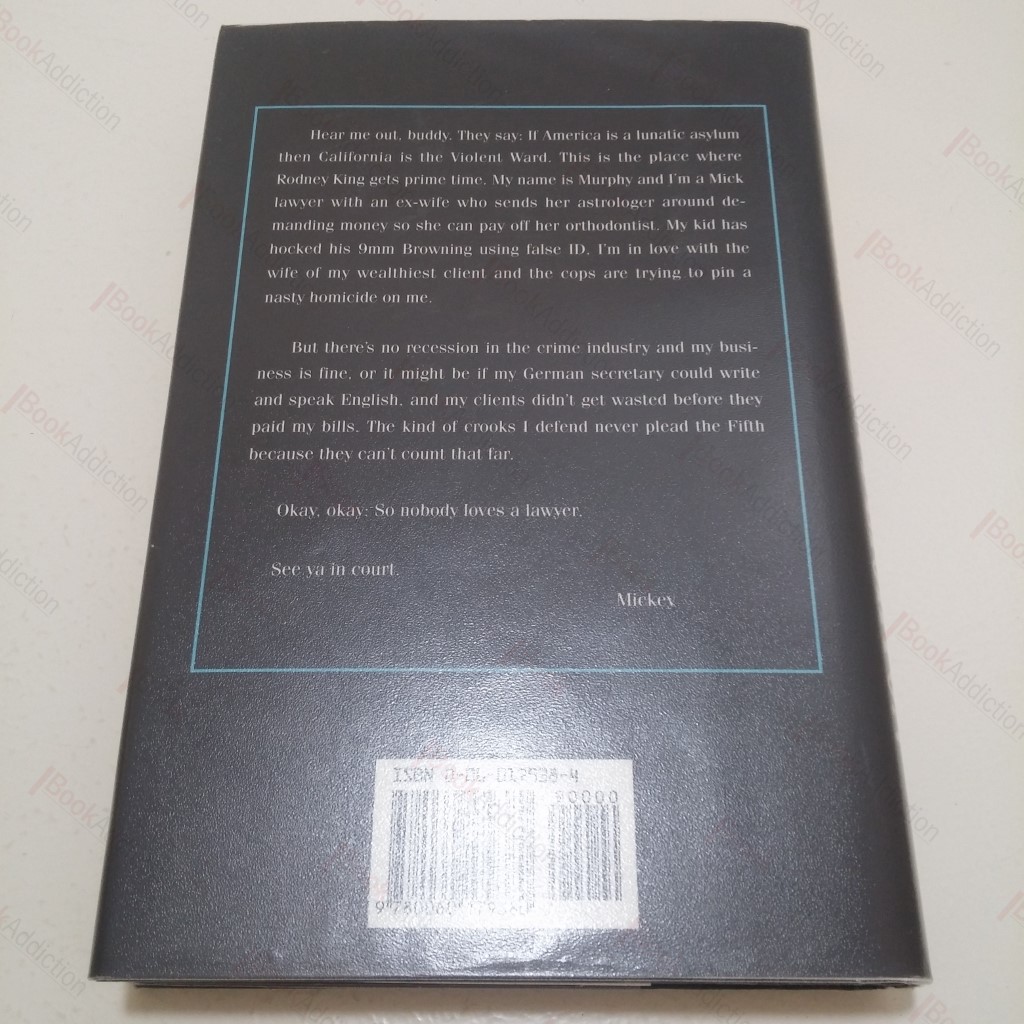 Hear me out, buddy. They say: If America is a lunatic asylum
then California is the Violent Ward. This is the place where
Rodney King gets prime time. My name is Murphy and I'm a Mick
lawyer with an ex-wife who sends her astrologer around de-
manding money so she can pay off her orthodontist. My kid has
hocked his 9mm Browning using false ID, I'm in love with the
wife of my wealthiest client and the cops are trying to pin a
nasty homicide on me.
But there's no recession in the crime industry and my busi-
ness is fine, or it might be if my German secretary could write
and speak English, and my clients didn't get wasted before they
paid my bills. The kind of crooks I defend never plead the Fifth
because they can't count that far.
Okay, okay: So nobody loves a lawyer.
See ya in court.
Mickey
ISBN 0-06-017938-4
90000
BookAddiction